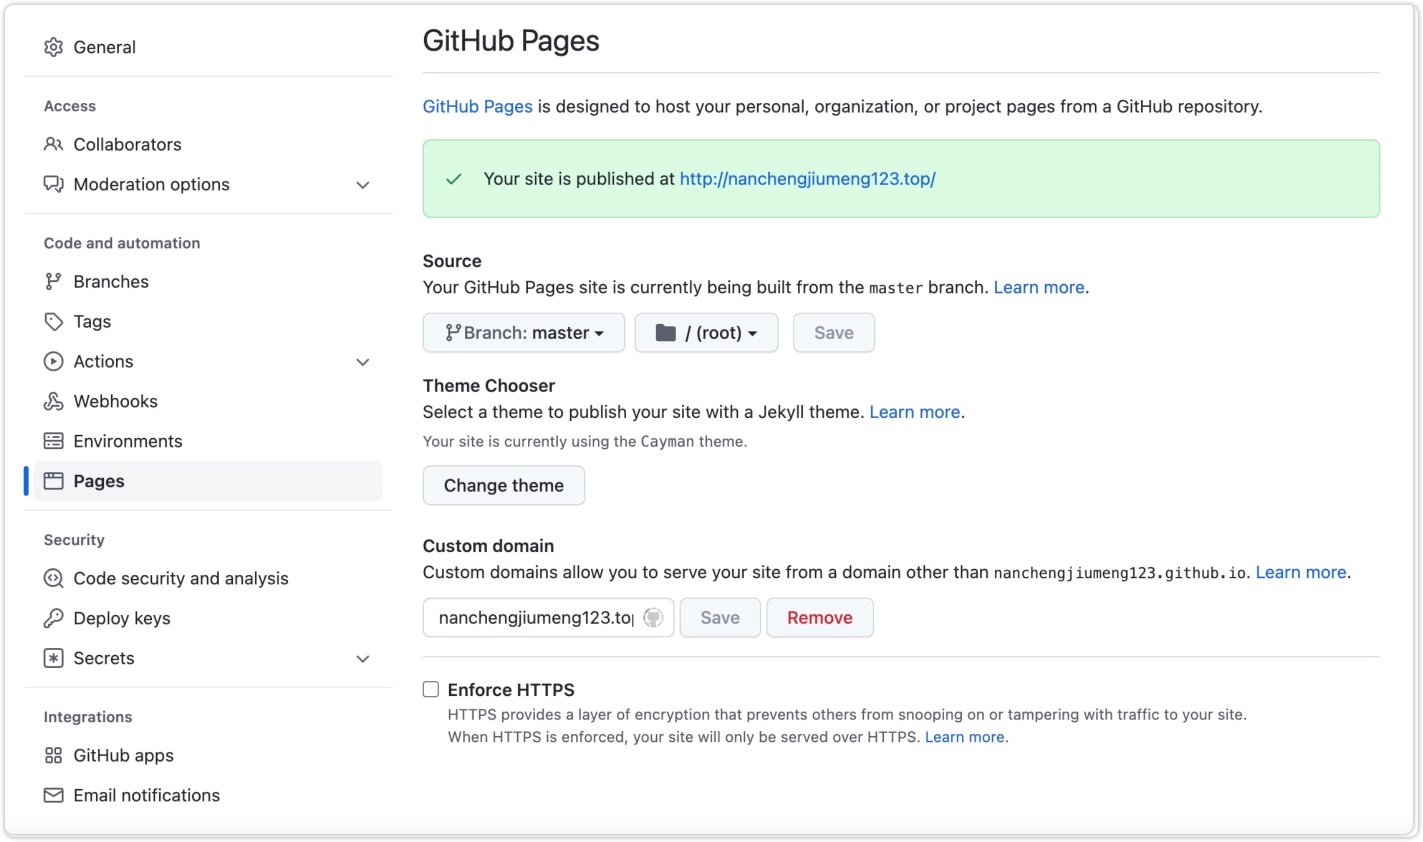 General
Access
Collaborators
Moderation options
Code and automation
Branches
Tags
Actions
Webhooks
Environments
Pages
Security
Code security and analysis
Deploy keys
Secrets
Integrations
GitHub apps
Email notifications
GitHub Pages
GitHub Pages is designed to host your personal, organization, or project pages from a GitHub repository.
Your site is published at http://nanchengjiumeng123.top/
Source
Your GitHub Pages site is currently being built from the master branch. Learn more.
Branch: master
/ (root)
Save
Theme Chooser
Select a theme to publish your site with a Jekyll theme. Learn more.
Your site is currently using the Cayman theme.
Change theme
Custom domain
Custom domains allow you to serve your site from a domain other than nanchengjiumeng123.github.io. Learn more.
nanchengjiumeng123.to
Save
Remove
Enforce HTTPS
HTTPS provides a layer of encryption that prevents others from snooping on or tampering with traffic to your site.
When HTTPS is enforced, your site will only be served over HTTPS. Learn more.